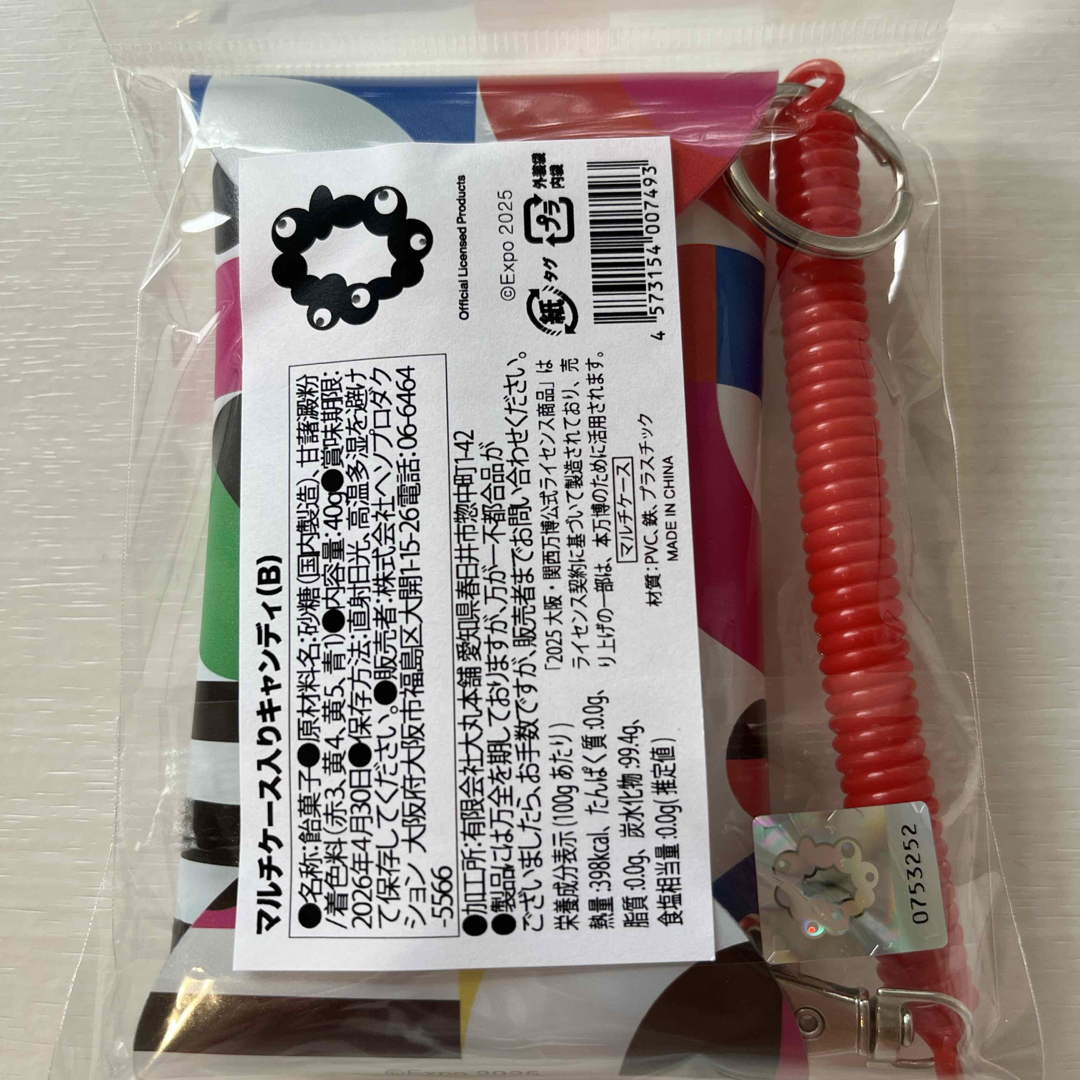 マルチケース入りキャンディ(B)
●名称:飴菓子●原材料名:砂糖(国内製造)、甘諸澱粉
/着色料(赤3、黄4、黄5、青1)●内容量:40g●賞味期限:
2026年4月30日●保存方法:直射日光、高温多湿を避け
て保存してください。●販売者:株式会社ヘソプロダク
ション 大阪府大阪市福島区大開1-15-26電話:06-6464
-5566
●加工所:有限会社大丸本舗 愛知県春日井市惣中町1-42
●製品には万全を期しておりますが、万が一不都合品が
ございましたら、お手数ですが、販売者までお問い合わせください。
栄養成分表示(100gあたり)
熱量:398kcal、たんぱく質:0.0g、
脂質:0.0g、炭水化物:99.4g、
食塩相当量:0.0g(推定値)
「2025 大阪・関西万博公式ライセンス商品」は
ライセンス契約に基づいて製造されており、売
り上げの一部は、本万博のために活用されます。
マルチケース
材質:PVC、鉄、プラスチック
MADE IN CHINA
Official Licensed Products
©Expo 2025
紙
タグ
プラ
外装袋
内袋
4 573154 007493
0753252
©Expo 2025